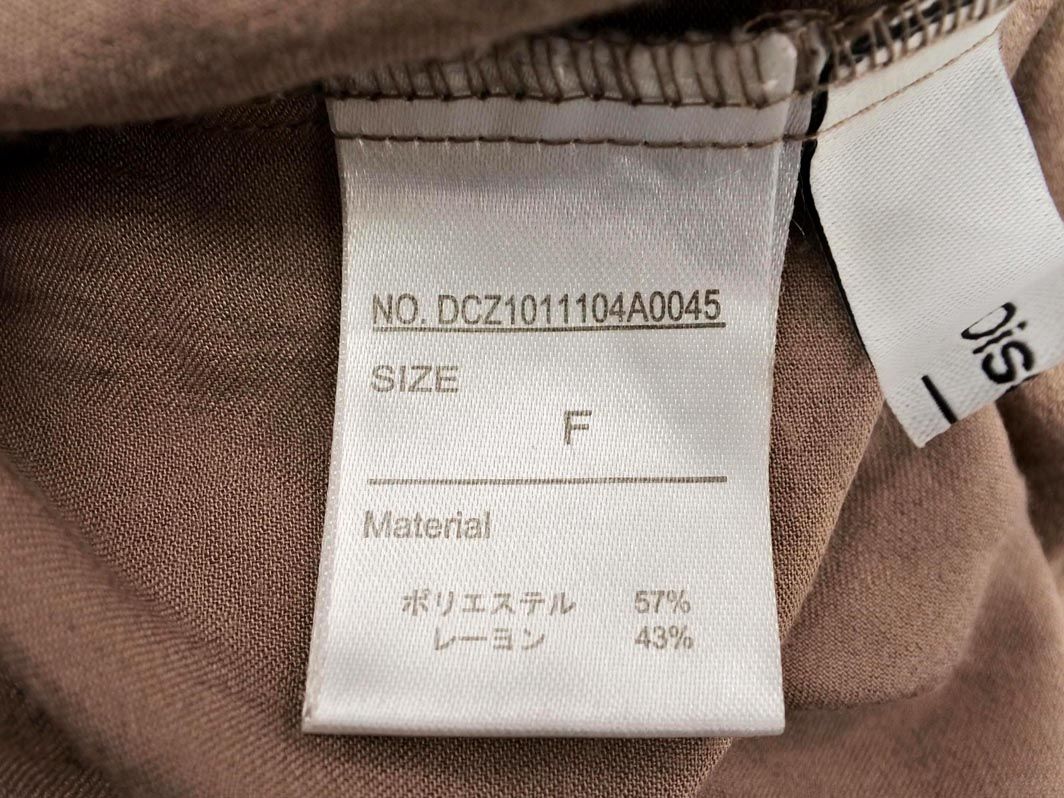 NO. DCZ1011104A0045
SIZE
F
Material
ポリエステル 57%
レーヨン 43%